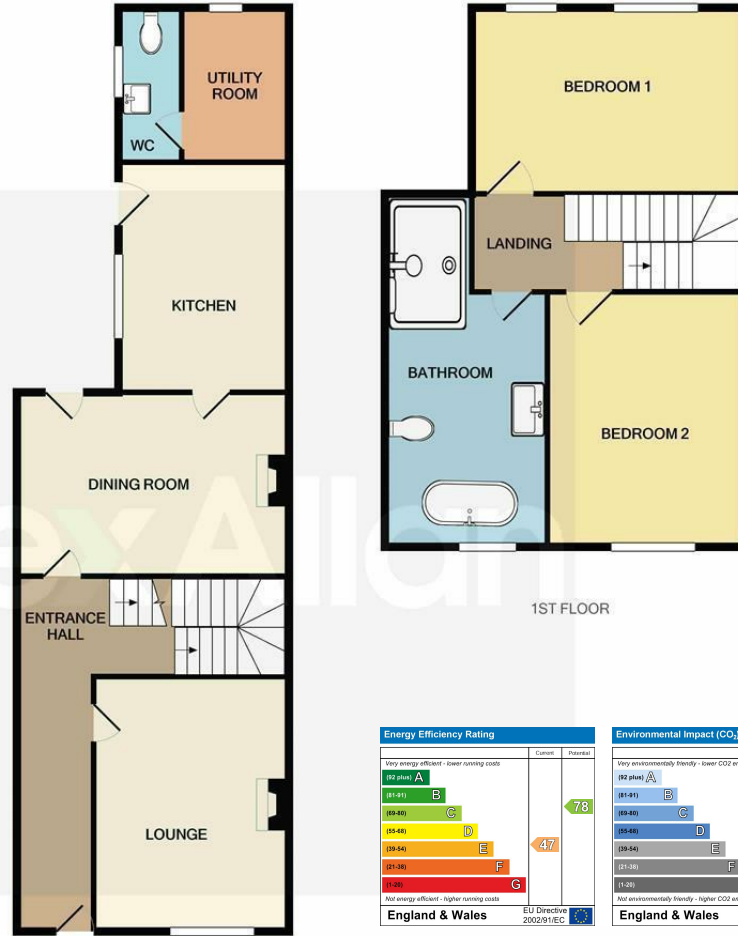 UTILITY
ROOM
WC
KITCHEN
DINING ROOM
ENTRANCE
HALL
LOUNGE
BEDROOM 1
LANDING
BATHROOM
BEDROOM 2
1ST FLOOR
exAllan
Energy Efficiency Rating
Current Potential
Very energy efficient - lower running costs
(92 plus) A
(81-91) B
(69-80) C
(55-68) D
(39-54) E
(21-38) F
(1-20) G
47
78
Not energy efficient - higher running costs
England & Wales
EU Directive
2002/91/EC
Environmental Impact (CO2)
Very environmentally friendly - lower CO2 em
(92 plus) A
(81-91) B
(69-80) C
(55-68) D
(39-54) E
(21-38) F
(1-20)
Not environmentally friendly - higher CO2 em
England & Wales